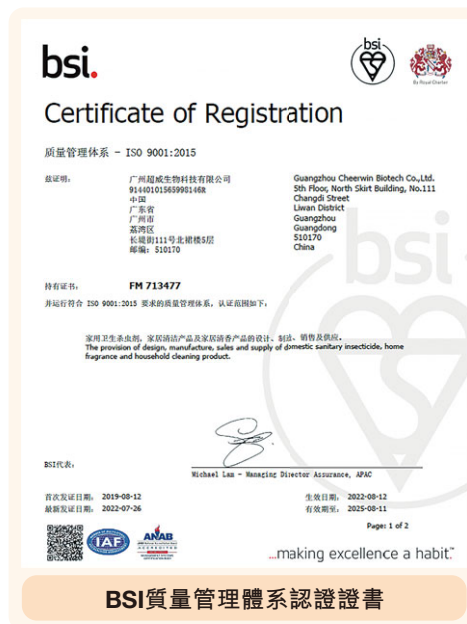 bsi.
bsi
By Royal Charter
Certificate of Registration
质量管理体系 - ISO 9001:2015
兹证明:
广州超威生物科技有限公司
91440101565995146R
中国
广东省
广州市
荔湾区
长堤街111号北裙楼5层
邮编: 510170
Guangzhou Cheerwin Biotech Co.,Ltd.
5th Floor, North Skirt Building, No.111
Changdi Street
Liwan District
Guangzhou
Guangdong
510170
China
持有证书:
FM 713477
并运行符合 ISO 9001:2015 要求的质量管理体系，认证范围如下:
家用卫生杀虫剂，家居清洁产品及家居清香产品的设计、制造、销售及供应。
The provision of design, manufacture, sales and supply of domestic sanitary insecticide, home
fragrance and household cleaning product.
BSI代表:
Michael Lam - Managing Director Assurance, APAC
首次发证日期: 2019-08-12
最新发证日期: 2022-07-26
生效日期: 2022-08-12
有效期至: 2025-08-11
Page: 1 of 2
IAF
ANAB
ACCREDITED
...making excellence a habit.™
BSI質量管理體系認證證書